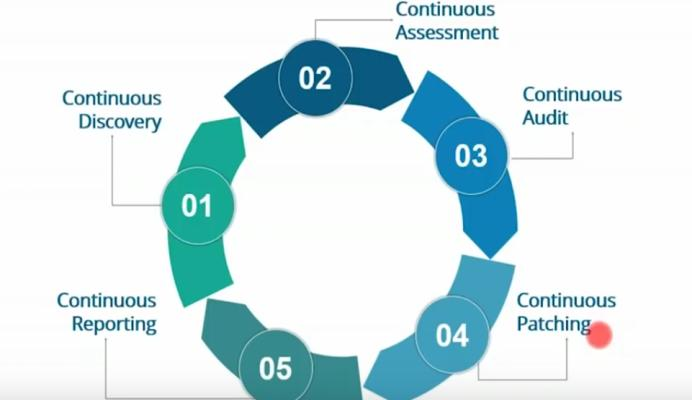 Continuous
Assessment
02
Continuous
Discovery
01
Continuous
Audit
03
Continuous
Patching
04
Continuous
Reporting
05